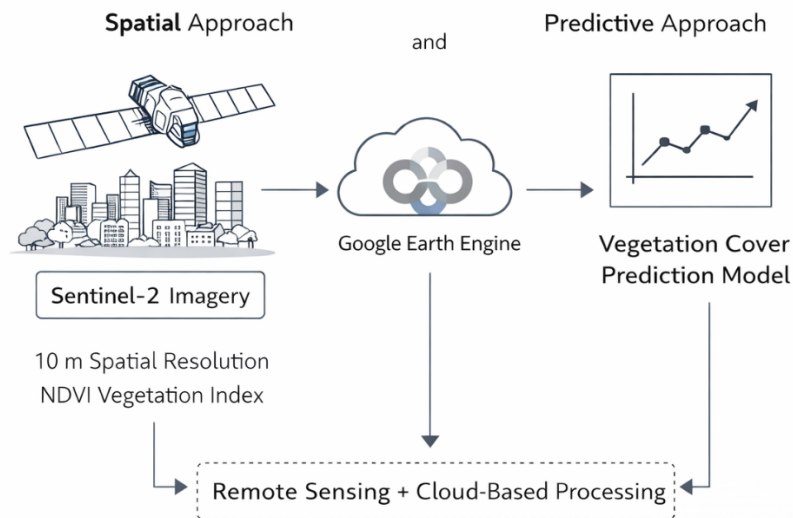 Spatial Approach
and
Predictive Approach
Google Earth Engine
Vegetation Cover
Prediction Model
Sentinel-2 Imagery
10 m Spatial Resolution
NDVI Vegetation Index
Remote Sensing + Cloud-Based Processing